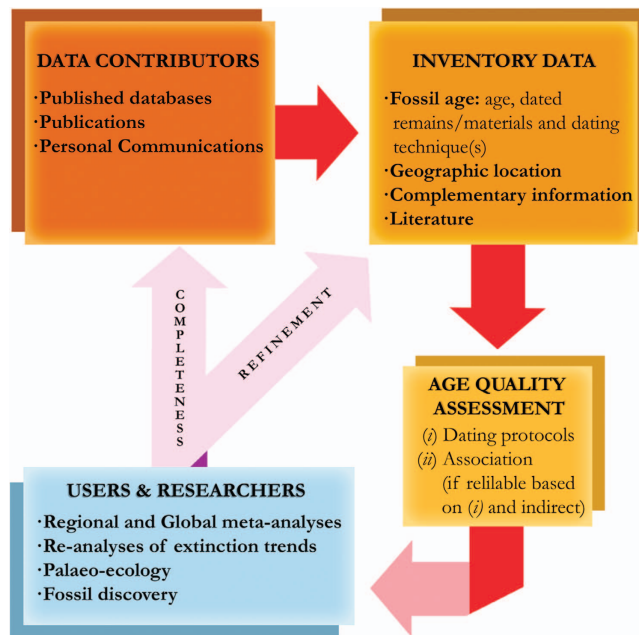 DATA CONTRIBUTORS
·Published databases
·Publications
·Personal Communications
INVENTORY DATA
·Fossil age: age, dated
remains/materials and dating
technique(s)
·Geographic location
·Complementary information
·Literature
AGE QUALITY
ASSESSMENT
(i) Dating protocols
(ii) Association
(if relilable based
on (i) and indirect)
USERS & RESEARCHERS
·Regional and Global meta-analyses
·Re-analyses of extinction trends
·Palaeo-ecology
·Fossil discovery
COMPLETENESS
REFINEMENT